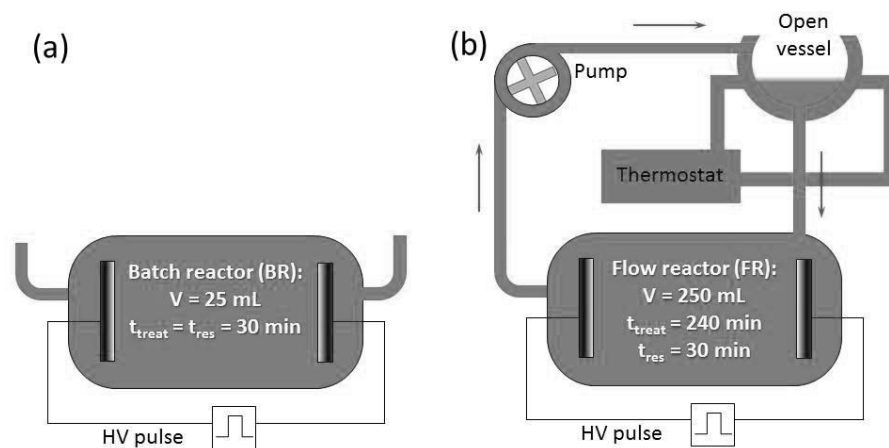 (a)
Batch reactor (BR):
V = 25 mL
t_treat = t_res = 30 min
HV pulse
(b)
Open
vessel
Pump
Thermostat
Flow reactor (FR):
V = 250 mL
t_treat = 240 min
t_res = 30 min
HV pulse